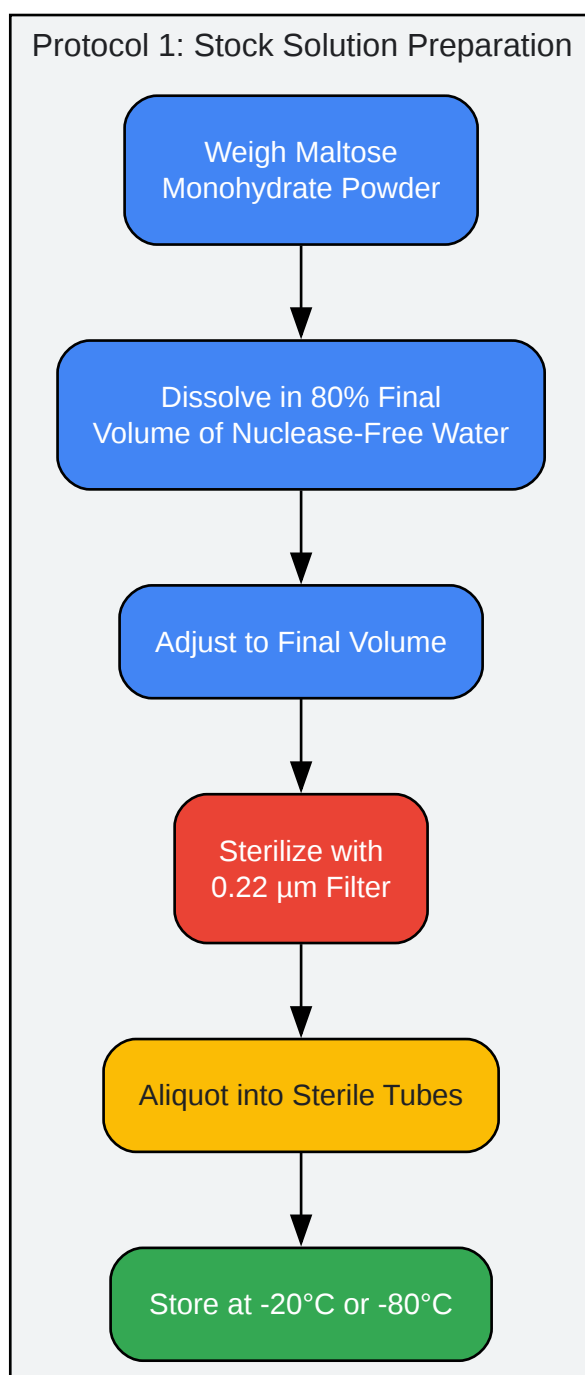 Protocol 1: Stock Solution Preparation
Weigh Maltose
Monohydrate Powder
Dissolve in 80% Final
Volume of Nuclease-Free Water
Adjust to Final Volume
Sterilize with
0.22 µm Filter
Aliquot into Sterile Tubes
Store at -20°C or -80°C